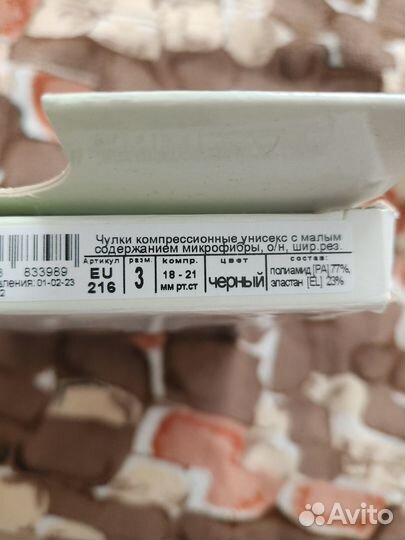 Чулки компрессионные унисекс с малым
содержанием микрофибры, о/н, шир.рез.
Артикул разм. компр. цвет состав:
EU 216 3 18 - 21 мм рт.ст черный полиамид [PA] 77%, эластан [EL] 23%
833989
01-02-23
Avito